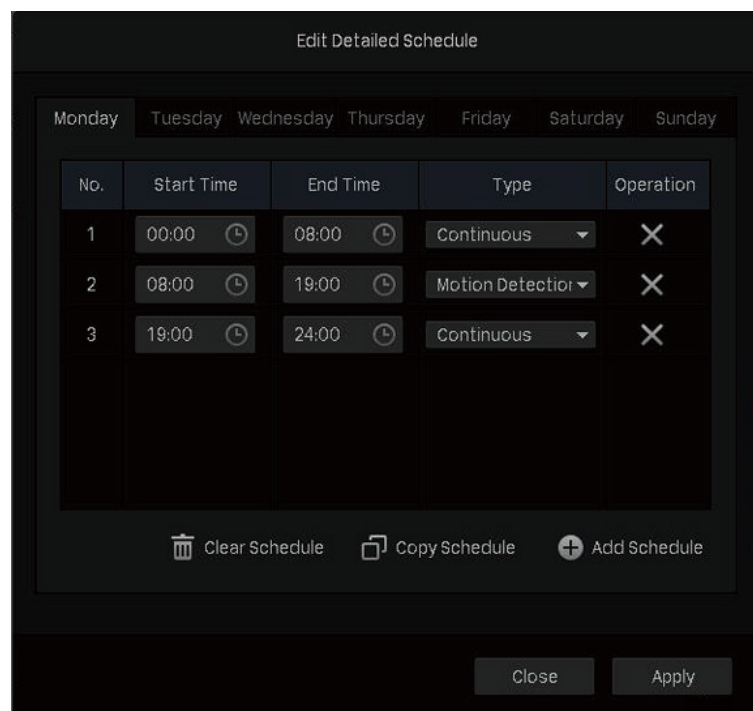 Edit Detailed Schedule
Monday Tuesday Wednesday Thursday Friday Saturday Sunday
No. Start Time End Time Type Operation
1 00:00 08:00 Continuous
2 08:00 19:00 Motion Detection
3 19:00 24:00 Continuous
Clear Schedule Copy Schedule Add Schedule
Close Apply